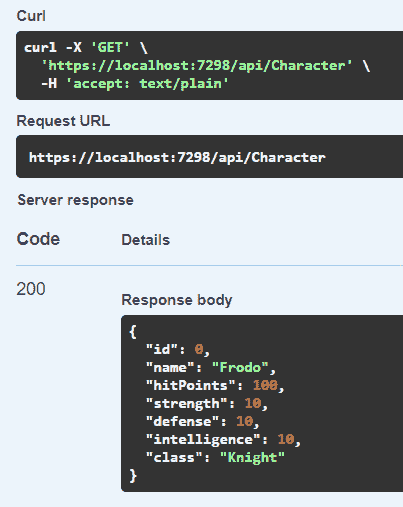 Curl
curl -X 'GET' \
'https://localhost:7298/api/Character' \
-H 'accept: text/plain'
Request URL
https://localhost:7298/api/Character
Server response
Code Details
200
Response body
{
"id": 0,
"name": "Frodo",
"hitPoints": 100,
"strength": 10,
"defense": 10,
"intelligence": 10,
"class": "Knight"
}